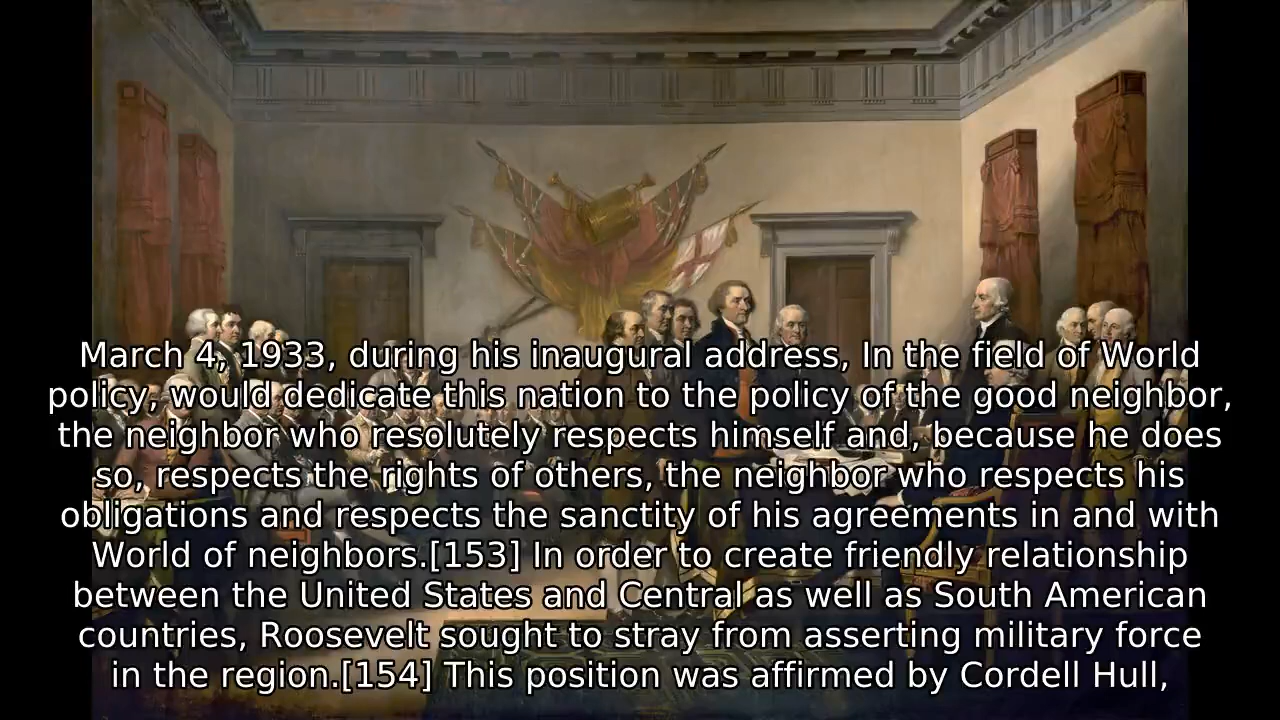 March 4, 1933, during his inaugural address, In the field of World
policy, would dedicate this nation to the policy of the good neighbor,
the neighbor who resolutely respects himself and, because he does
so, respects the rights of others, the neighbor who respects his
obligations and respects the sanctity of his agreements in and with
World of neighbors.[153] In order to create friendly relationship
between the United States and Central as well as South American
countries, Roosevelt sought to stray from asserting military force
in the region.[154] This position was affirmed by Cordell Hull,